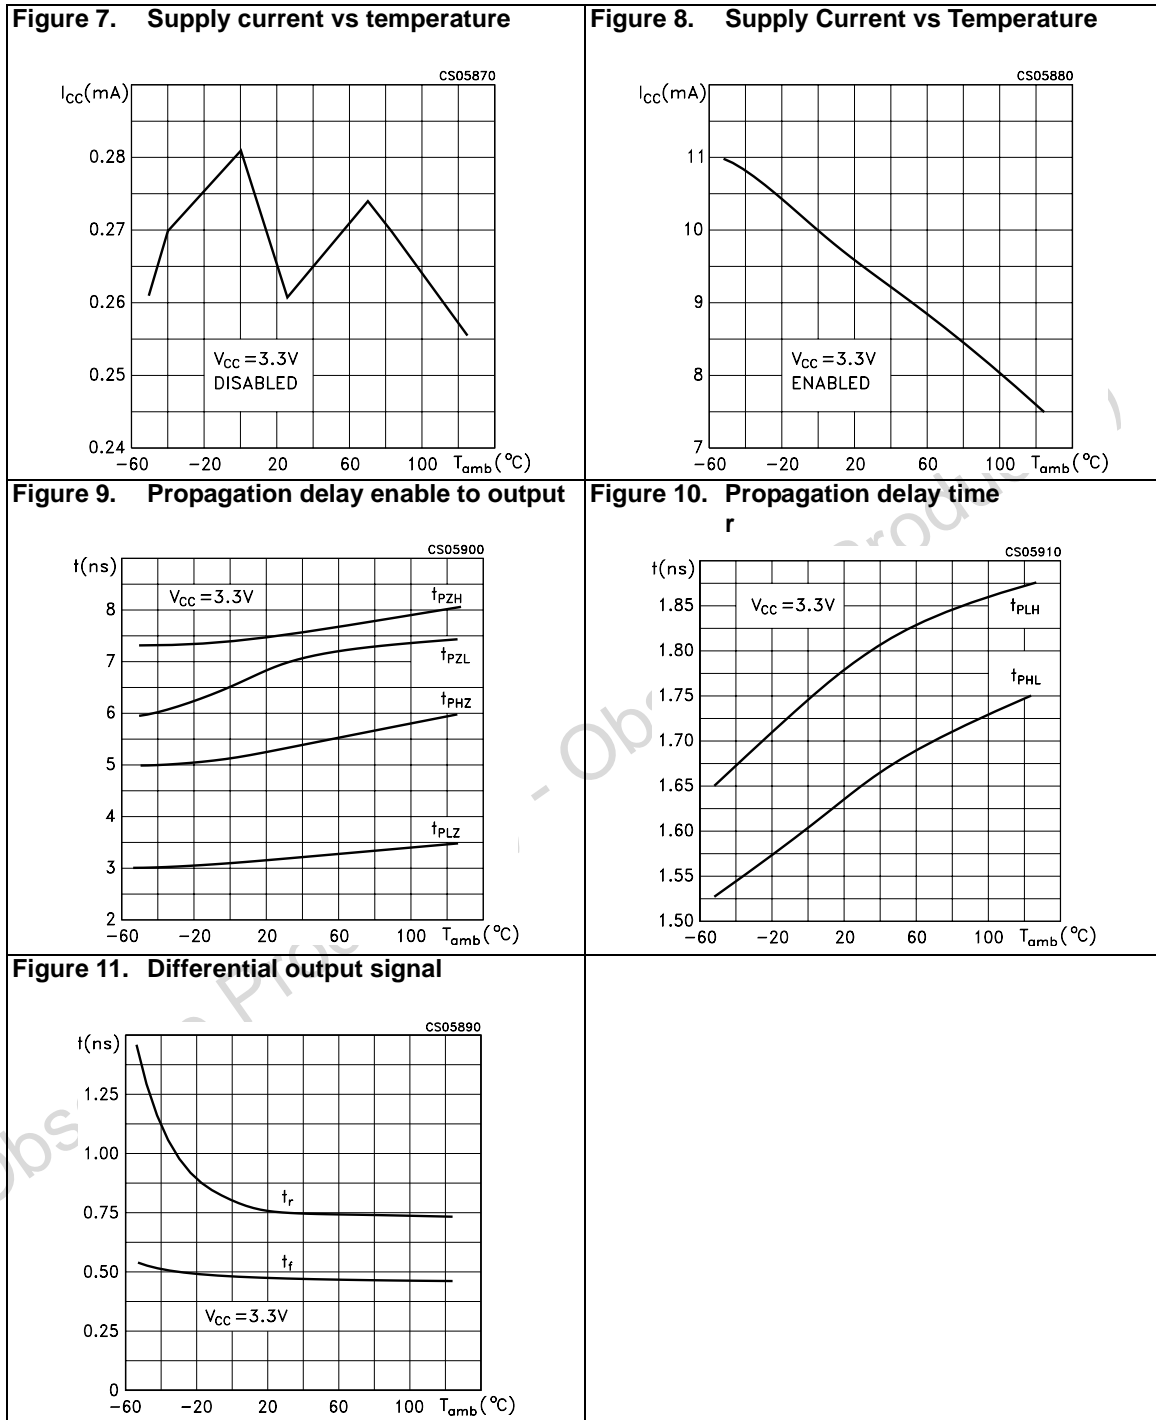 Figure 7. Supply current vs temperature
CS05870
ICC(mA)
0.28
0.27
0.26
0.25
0.24
VCC=3.3V
DISABLED
-60 -20 20 60 100 Tamb(°C)
Figure 8. Supply Current vs Temperature
CS05880
ICC(mA)
11
10
9
8
7
VCC=3.3V
ENABLED
-60 -20 20 60 100 Tamb(°C)
Figure 9. Propagation delay enable to output
CS05900
t(ns)
8
7
6
5
4
3
2
VCC=3.3V
tPZH
tPZL
tPHZ
tPLZ
-60 -20 20 60 100 Tamb(°C)
Figure 10. Propagation delay time
r
CS05910
t(ns)
1.85
1.80
1.75
1.70
1.65
1.60
1.55
1.50
VCC=3.3V
tPLH
tPHL
-60 -20 20 60 100 Tamb(°C)
Figure 11. Differential output signal
CS05890
t(ns)
1.25
1.00
0.75
0.50
0.25
0
tr
tf
VCC=3.3V
-60 -20 20 60 100 Tamb(°C)